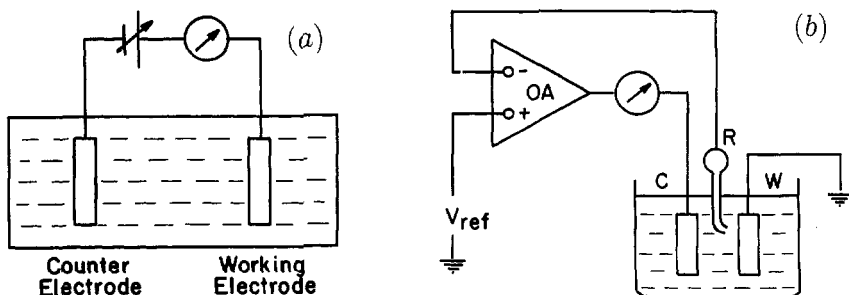 (a)
Counter
Electrode
Working
Electrode
(b)
-
OA
+
R
C
W
Vref